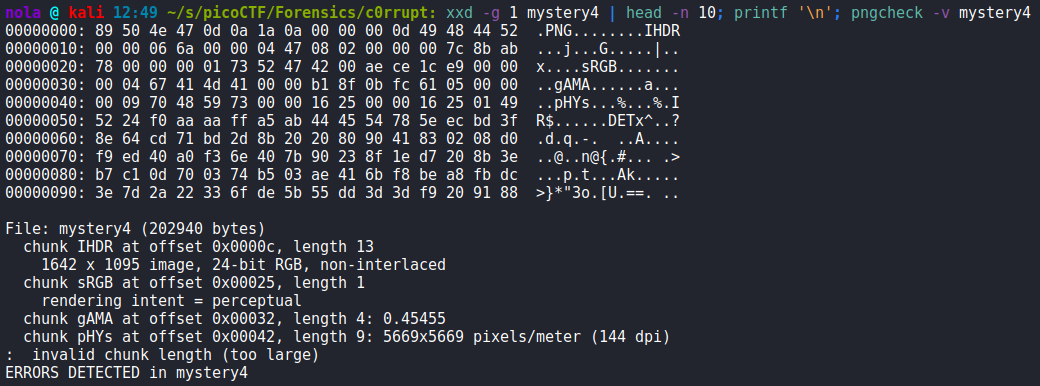 nola @ kali 12:49 ~/s/picoCTF/Forensics/c0rrupt: xxd -g 1 mystery4 | head -n 10; printf '\n'; pngcheck -v mystery4
00000000: 89 50 4e 47 0d 0a 1a 0a 00 00 00 0d 49 48 44 52  .PNG........IHDR
00000010: 00 00 06 6a 00 00 04 47 08 02 00 00 00 7c 8b ab  ...j...G.....|..
00000020: 78 00 00 00 01 73 52 47 42 00 ae ce 1c e9 00 00  x....sRGB.......
00000030: 00 04 67 41 4d 41 00 00 b1 8f 0b fc 61 05 00 00  ..gAMA......a...
00000040: 00 09 70 48 59 73 00 00 16 25 00 00 16 25 01 49  ..pHYs...%...%.I
00000050: 52 24 f0 aa aa ff a5 ab 44 45 54 78 5e ec bd 3f  R$......DETx^..?
00000060: 8e 64 cd 71 bd 2d 8b 20 20 80 90 41 83 02 08 d0  .d.q.-.  ..A....
00000070: f9 ed 40 a0 f3 6e 40 7b 90 23 8f 1e d7 20 8b 3e  ..@..n@{.#... .>
00000080: b7 c1 0d 70 03 74 b5 03 ae 41 6b f8 be a8 fb dc  ...p.t...Ak.....
00000090: 3e 7d 2a 22 33 6f de 5b 55 dd 3d 3d f9 20 91 88  >}*"3o.[U.==. ..
File: mystery4 (202940 bytes)
  chunk IHDR at offset 0x0000c, length 13
    1642 x 1095 image, 24-bit RGB, non-interlaced
  chunk sRGB at offset 0x00025, length 1
    rendering intent = perceptual
  chunk gAMA at offset 0x00032, length 4: 0.45455
  chunk pHYs at offset 0x00042, length 9: 5669x5669 pixels/meter (144 dpi)
:  invalid chunk length (too large)
ERRORS DETECTED in mystery4